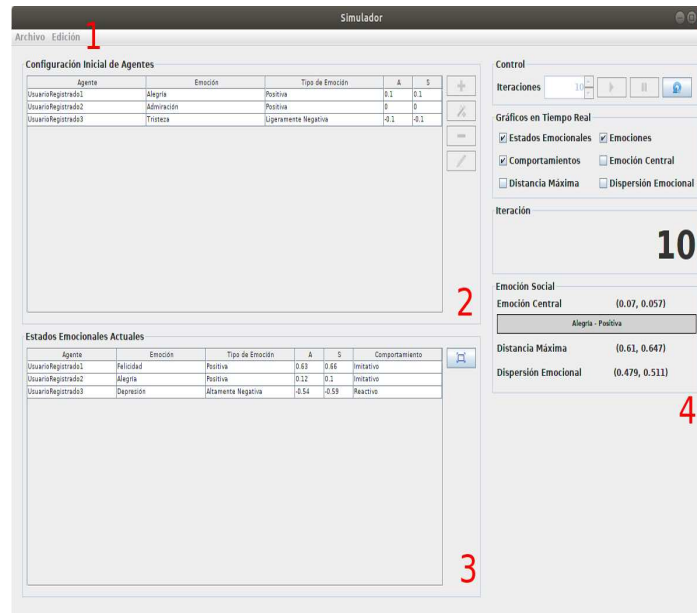 Simulador
Archivo Edición
1
Configuración Inicial de Agentes
Agente Emoción Tipo de Emoción A S
UsuarioRegistrado1 Alegría Positiva 0.1 0.1
UsuarioRegistrado2 Admiración Positiva 0 0
UsuarioRegistrado3 Tristeza Ligeramente Negativa -0.1 -0.1
2
Estados Emocionales Actuales
Agente Emoción Tipo de Emoción A S Comportamiento
UsuarioRegistrado1 Felicidad Positiva 0.63 0.66 Imitativo
UsuarioRegistrado2 Alegría Positiva 0.12 0.1 Imitativo
UsuarioRegistrado3 Depresión Altamente Negativa -0.54 -0.59 Reactivo
3
Control
Iteraciones 10
Gráficos en Tiempo Real
Estados Emocionales Emociones
Comportamientos Emoción Central
Distancia Máxima Dispersión Emocional
Iteración
10
Emoción Social
Emoción Central (0.07, 0.057)
Alegría - Positiva
Distancia Máxima (0.61, 0.647)
Dispersión Emocional (0.479, 0.511)
4